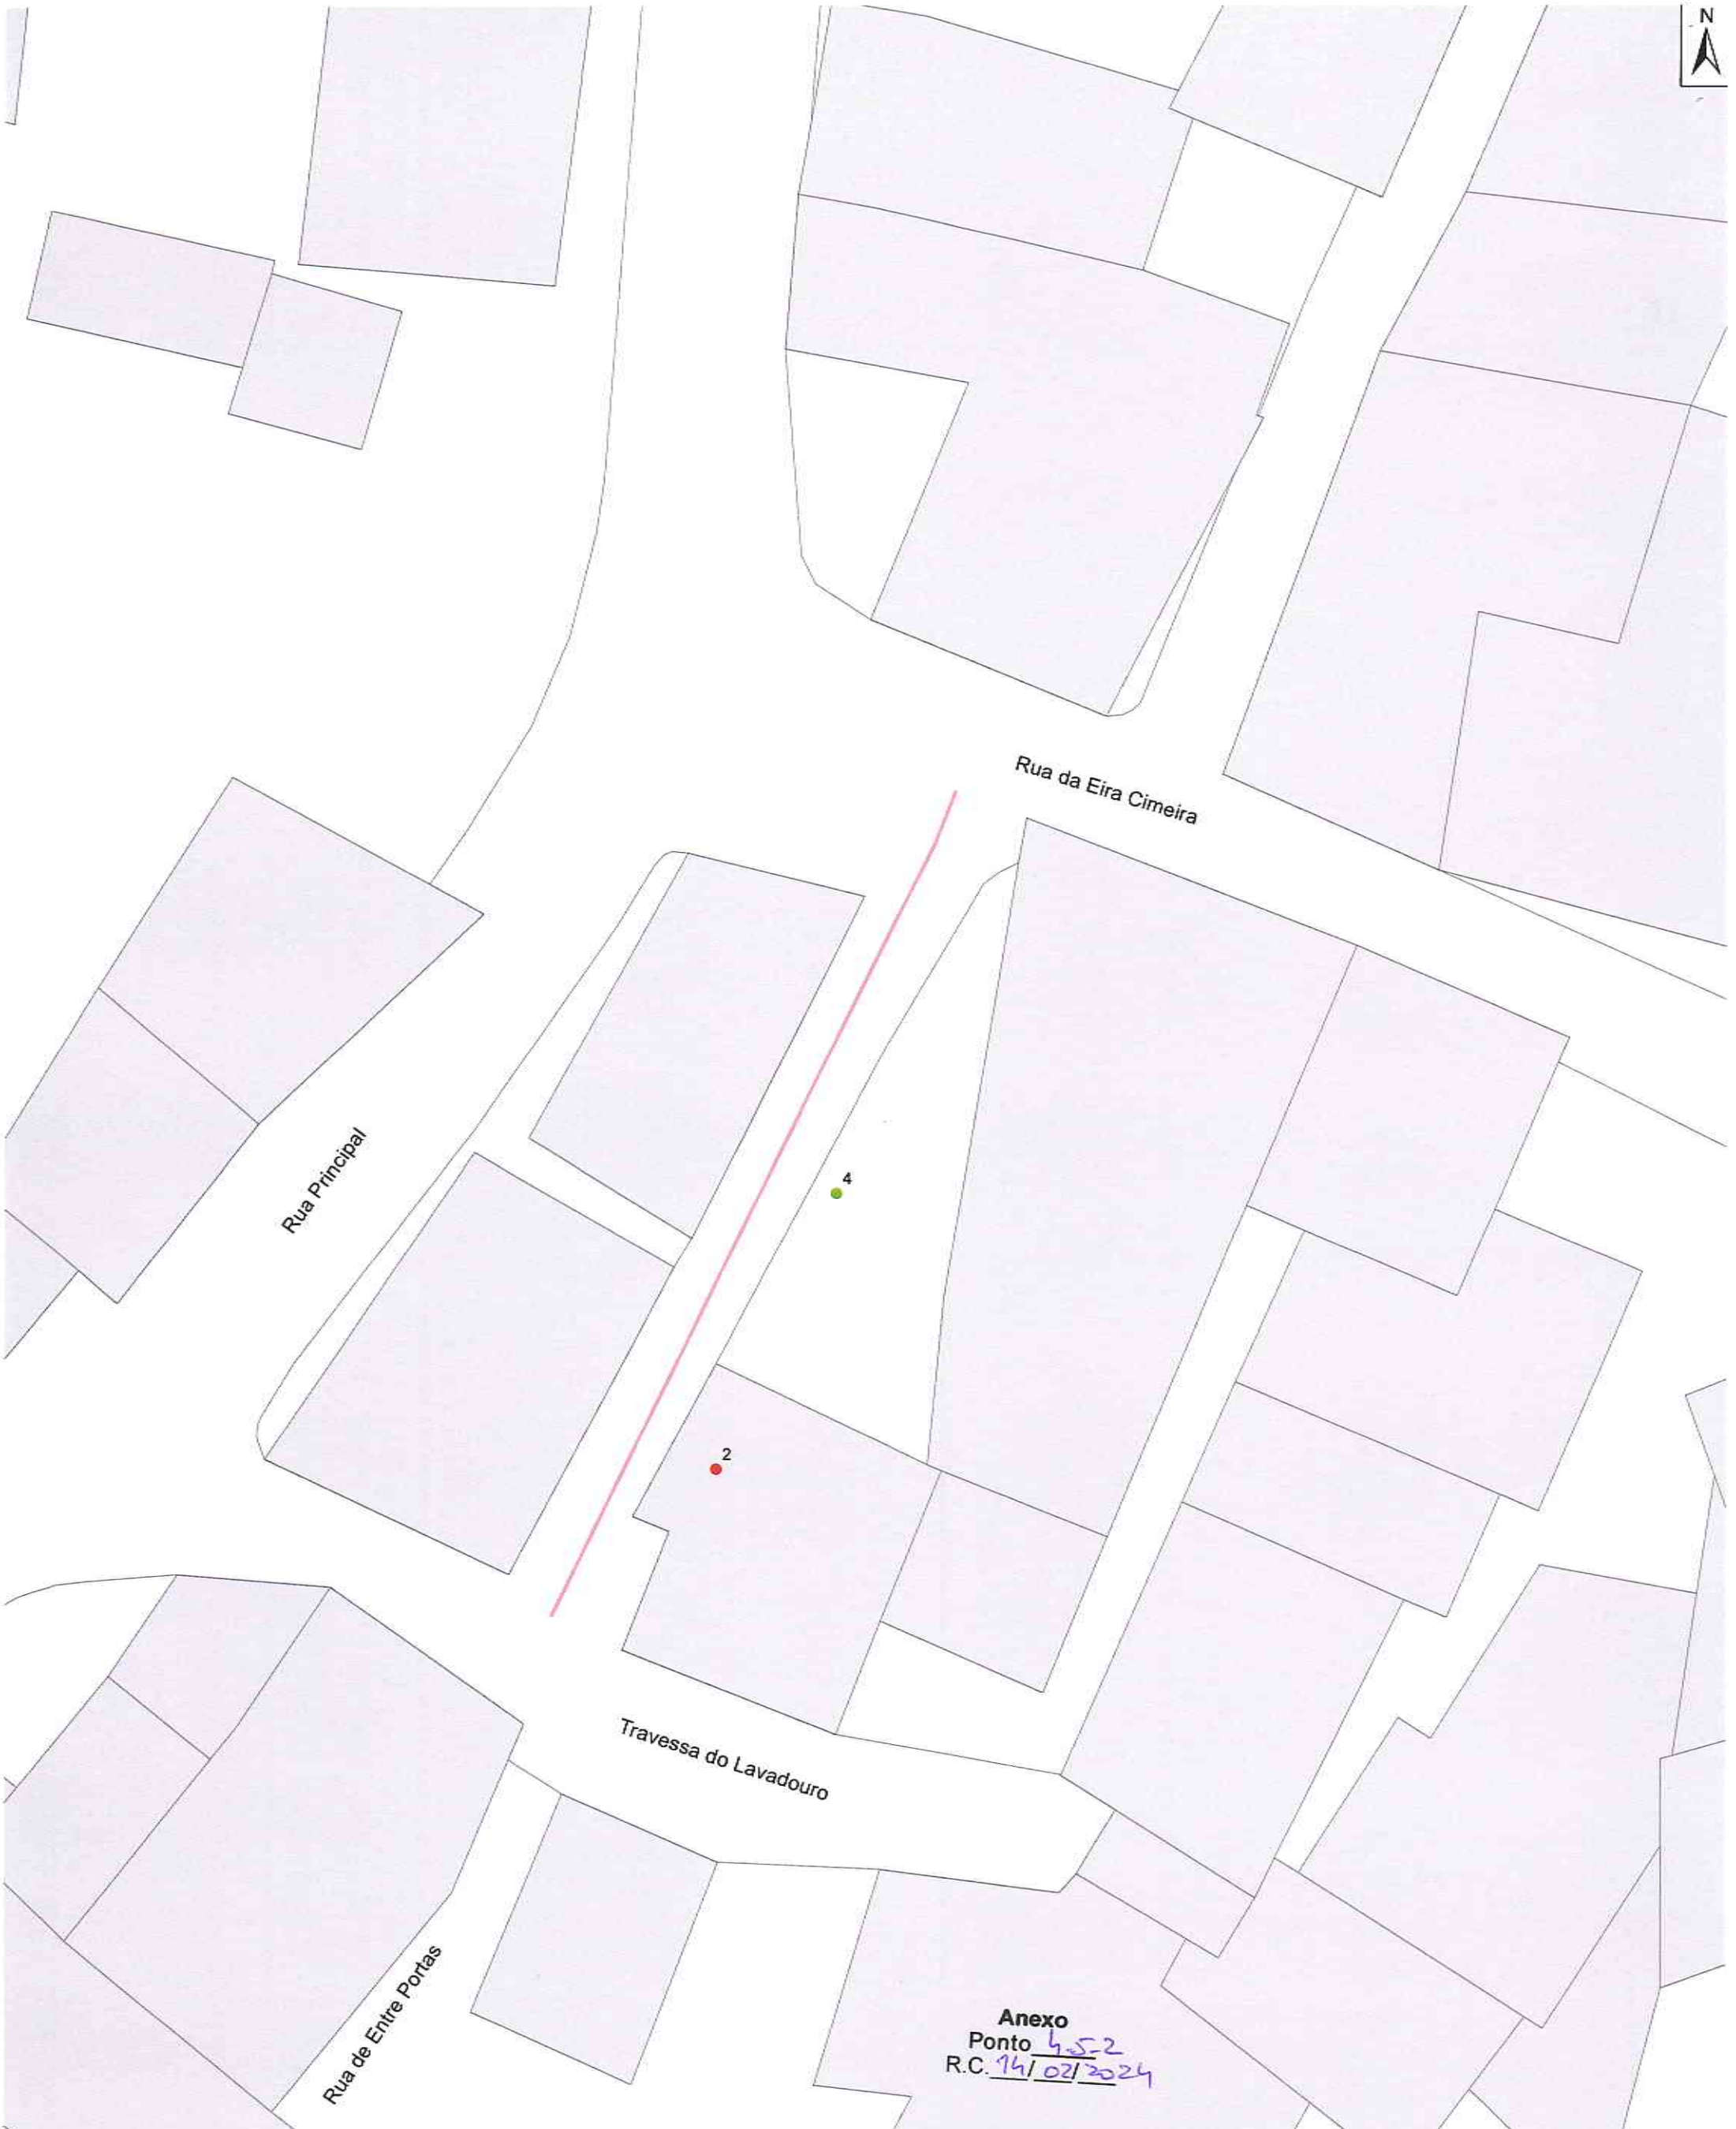 N
Rua da Eira Cimeira
Rua Principal
4
2
Travessa do Lavadouro
Rua de Entre Portas
Anexo
Ponto 4.5.2
R.C. 14/02/2024